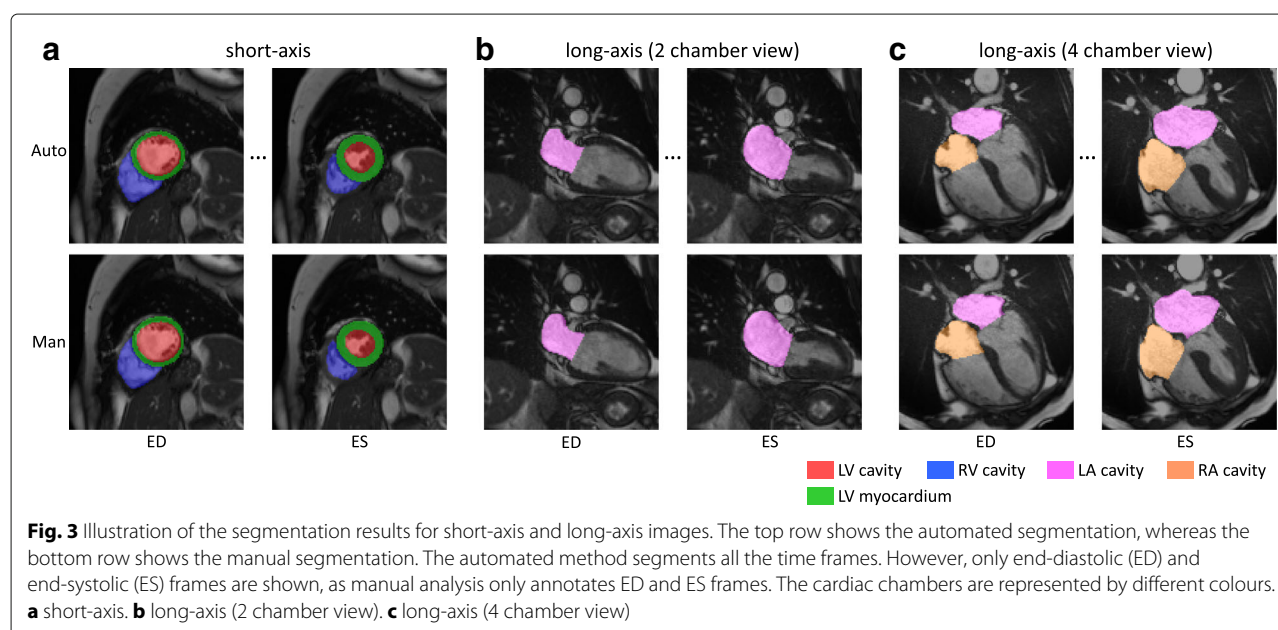 a short-axis b long-axis (2 chamber view) c long-axis (4 chamber view)
Auto ... ... ...
Man
ED ES ED ES ED ES
LV cavity RV cavity LA cavity RA cavity
LV myocardium
Fig. 3 Illustration of the segmentation results for short-axis and long-axis images. The top row shows the automated segmentation, whereas the
bottom row shows the manual segmentation. The automated method segments all the time frames. However, only end-diastolic (ED) and
end-systolic (ES) frames are shown, as manual analysis only annotates ED and ES frames. The cardiac chambers are represented by different colours.
a short-axis. b long-axis (2 chamber view). c long-axis (4 chamber view)